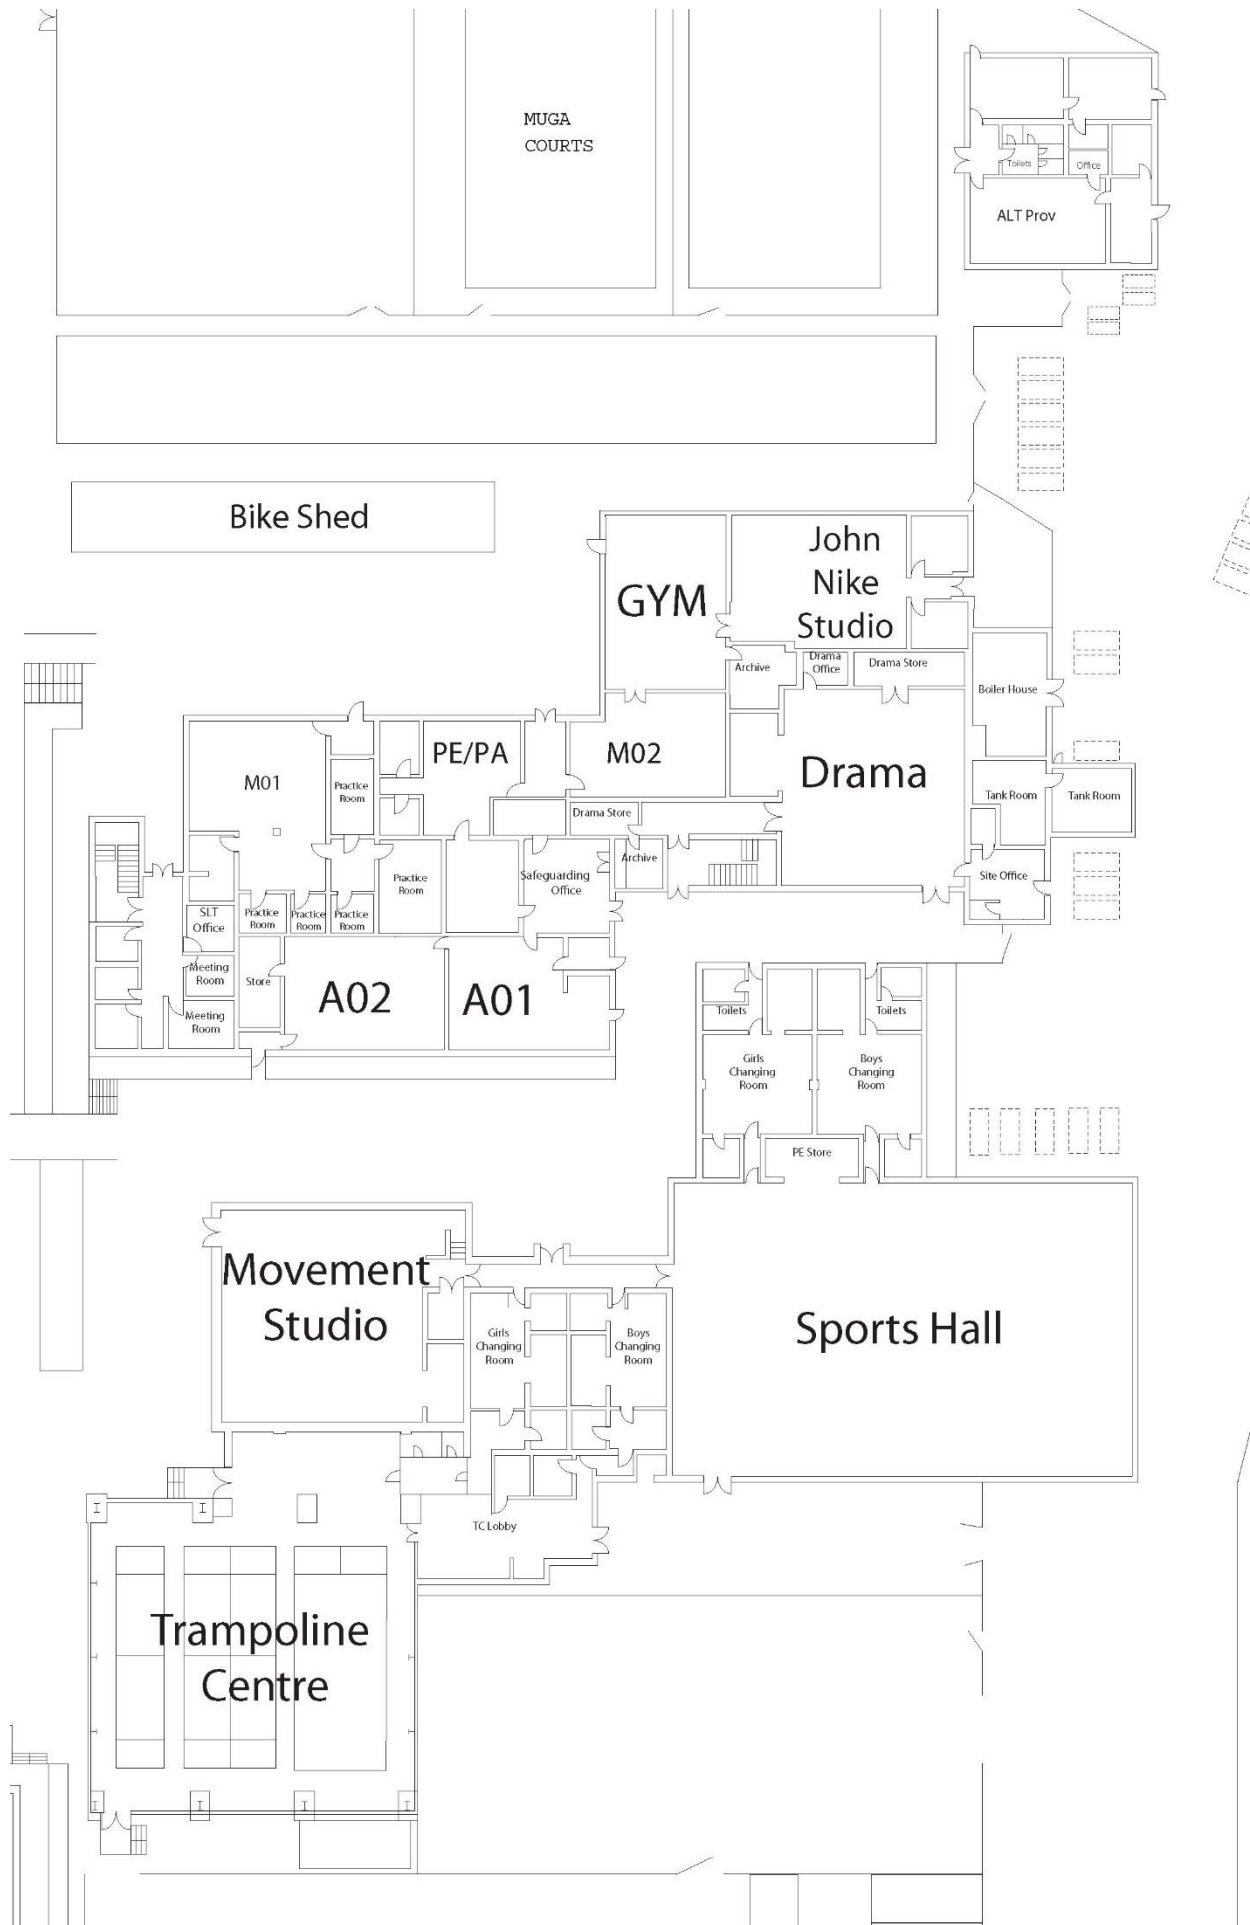 MUGA
COURTS
Toilets
Office
ALT Prov
Bike Shed
John
Nike
Studio
GYM
Archive
Drama
Office
Drama Store
Boiler House
PE/PA
M02
Drama
M01
Practice
Room
Tank Room
Tank Room
Drama Store
Archive
Safeguarding
Office
Practice
Room
Site Office
SLT
Office
Practice
Room
Practice
Room
Practice
Room
Meeting
Room
Store
A02
A01
Meeting
Room
Toilets
Toilets
Girls
Changing
Room
Boys
Changing
Room
PE Store
Movement
Studio
Girls
Changing
Room
Boys
Changing
Room
Sports Hall
TC Lobby
Trampoline
Centre